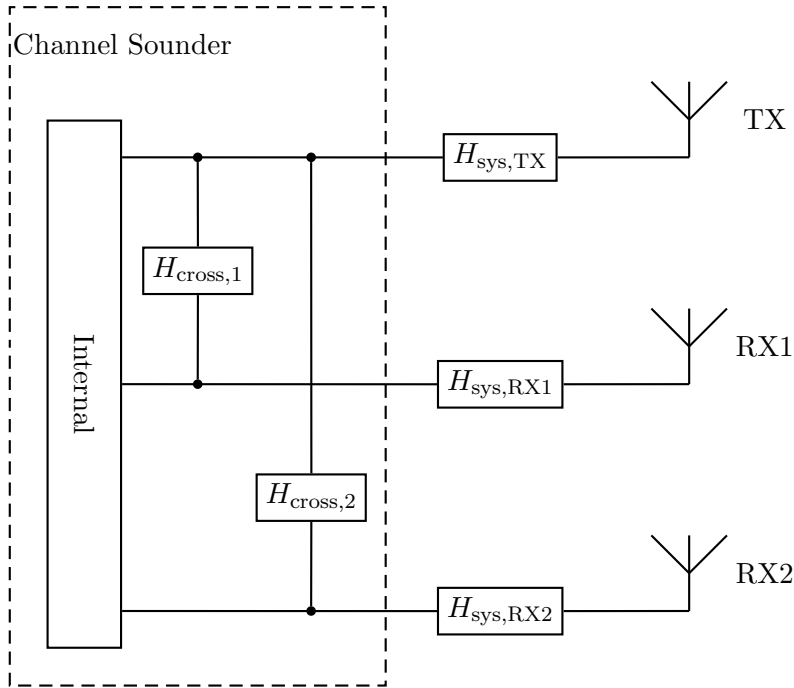 Channel Sounder
TX
H_sys,TX
H_cross,1
RX1
Internal
H_sys,RX1
H_cross,2
RX2
H_sys,RX2